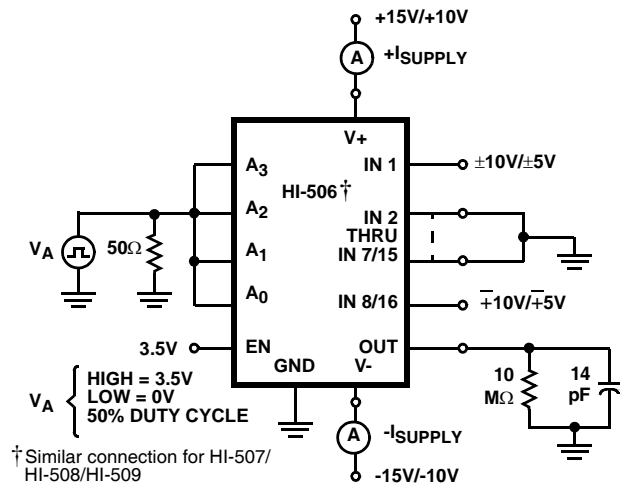 +15V/+10V
A
+ISUPPLY
V+
A3
IN 1
±10V/±5V
HI-506†
A2
IN 2
THRU
VA
50Ω
A1
IN 7/15
A0
IN 8/16
∓10V/∓5V
3.5V
EN
OUT
GND
V-
10
MΩ
14
pF
VA
HIGH = 3.5V
LOW = 0V
50% DUTY CYCLE
A
-ISUPPLY
†Similar connection for HI-507/
HI-508/HI-509
-15V/-10V